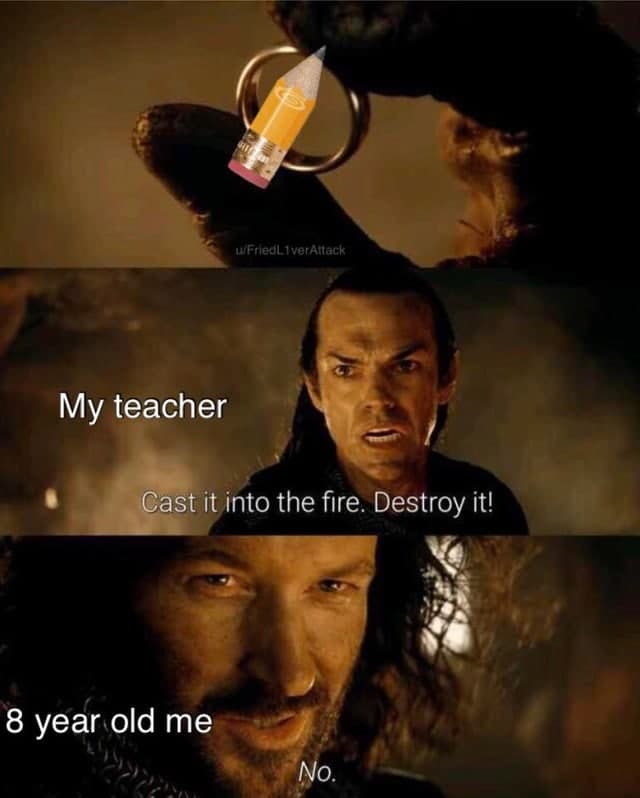 u/FriedL1verAttack
My teacher
Cast it into the fire. Destroy it!
8 year old me
No.